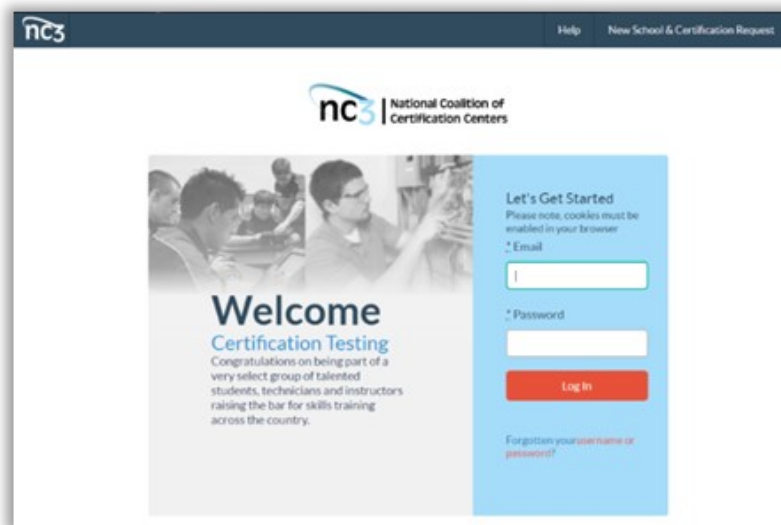 nc3
Help
New School & Certification Request
nc3 | National Coalition of
Certification Centers
Let's Get Started
Please note, cookies must be
enabled in your browser
* Email
* Password
Log In
Forgotten yourusername or
password?
Welcome
Certification Testing
Congratulations on being part of a
very select group of talented
students, technicians and instructors
raising the bar for skills training
across the country.